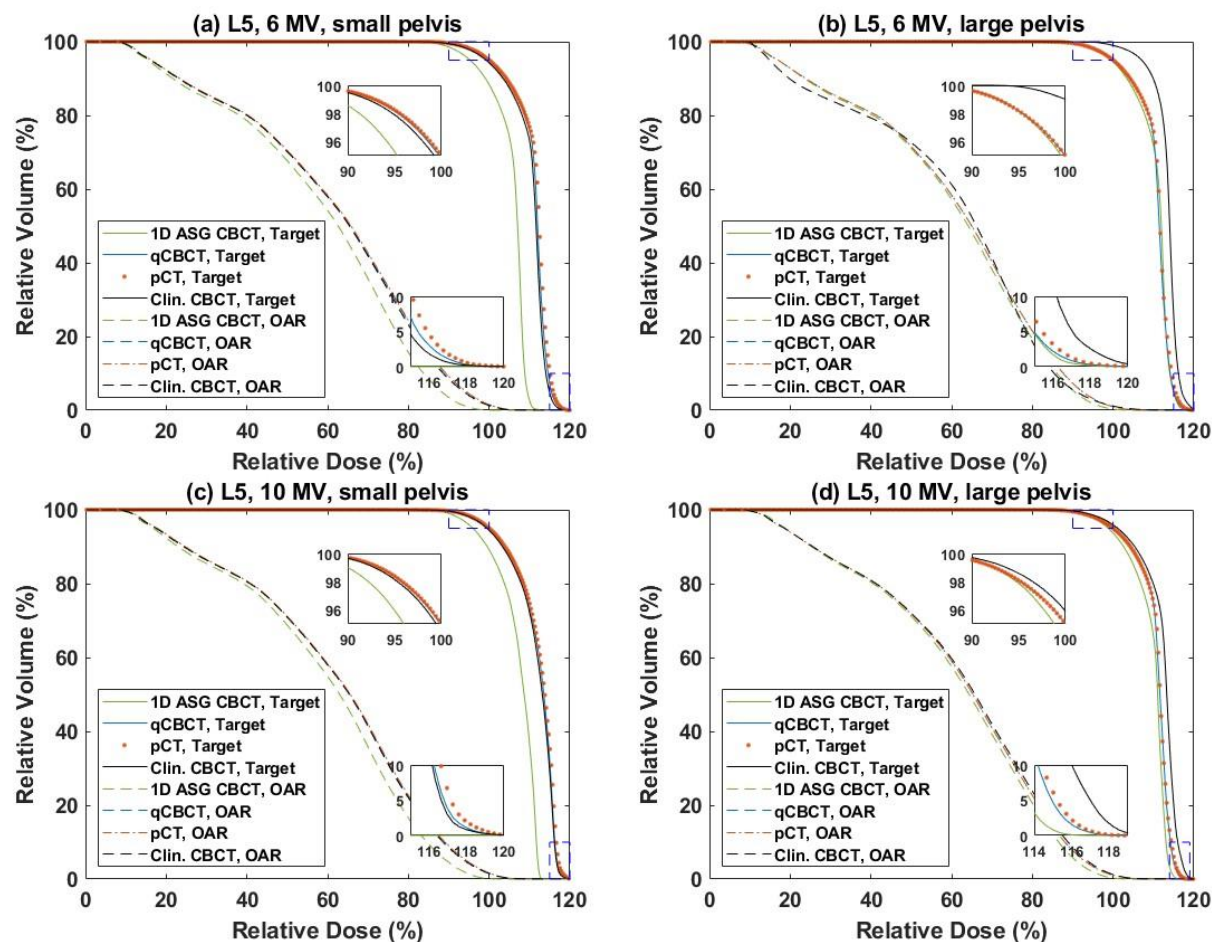 (a) L5, 6 MV, small pelvis
100
80
60
40
20
0
Relative Volume (%)
0 20 40 60 80 100 120
Relative Dose (%)
100
98
96
90 95 100
1D ASG CBCT, Target
qCBCT, Target
pCT, Target
Clin. CBCT, Target
1D ASG CBCT, OAR
qCBCT, OAR
pCT, OAR
Clin. CBCT, OAR
10
5
0
116 118 120
(b) L5, 6 MV, large pelvis
100
80
60
40
20
0
Relative Volume (%)
0 20 40 60 80 100 120
Relative Dose (%)
100
98
96
90 95 100
1D ASG CBCT, Target
qCBCT, Target
pCT, Target
Clin. CBCT, Target
1D ASG CBCT, OAR
qCBCT, OAR
pCT, OAR
Clin. CBCT, OAR
10
5
0
116 118 120
(c) L5, 10 MV, small pelvis
100
80
60
40
20
0
Relative Volume (%)
0 20 40 60 80 100 120
Relative Dose (%)
100
98
96
90 95 100
1D ASG CBCT, Target
qCBCT, Target
pCT, Target
Clin. CBCT, Target
1D ASG CBCT, OAR
qCBCT, OAR
pCT, OAR
Clin. CBCT, OAR
10
5
0
116 118 120
(d) L5, 10 MV, large pelvis
100
80
60
40
20
0
Relative Volume (%)
0 20 40 60 80 100 120
Relative Dose (%)
100
98
96
90 95 100
1D ASG CBCT, Target
qCBCT, Target
pCT, Target
Clin. CBCT, Target
1D ASG CBCT, OAR
qCBCT, OAR
pCT, OAR
Clin. CBCT, OAR
10
5
0
114 116 118